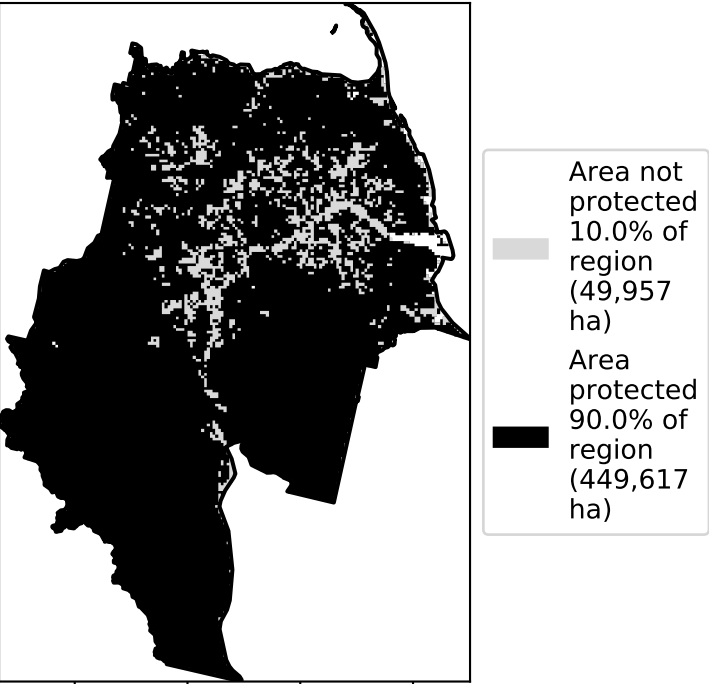 Area not
protected
10.0% of
region
(49,957
ha)
Area
protected
90.0% of
region
(449,617
ha)